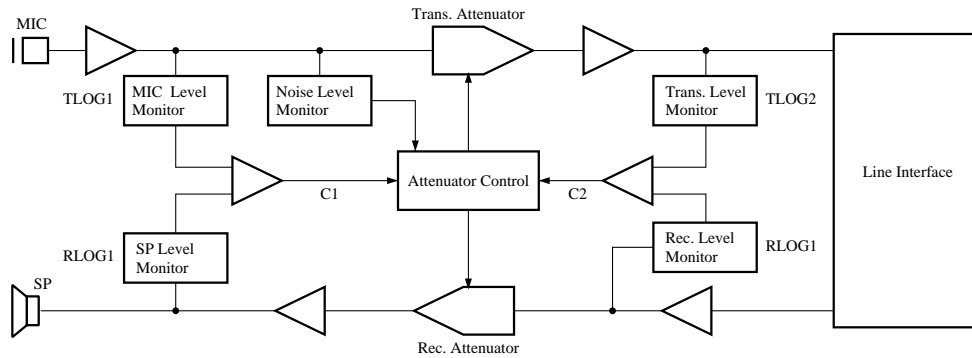 MIC
Trans. Attenuator
TLOG1
MIC Level
Monitor
Noise Level
Monitor
Trans. Level
Monitor
TLOG2
C1
Attenuator Control
C2
Line Interface
RLOG1
SP Level
Monitor
Rec. Level
Monitor
RLOG1
SP
Rec. Attenuator